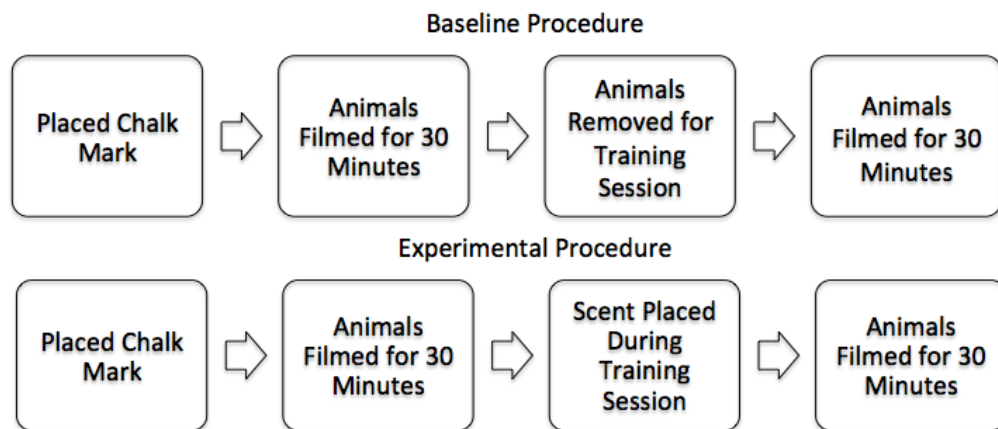 Baseline Procedure
Placed Chalk
Mark
Animals
Filmed for 30
Minutes
Animals
Removed for
Training
Session
Animals
Filmed for 30
Minutes
Experimental Procedure
Placed Chalk
Mark
Animals
Filmed for 30
Minutes
Scent Placed
During
Training
Session
Animals
Filmed for 30
Minutes